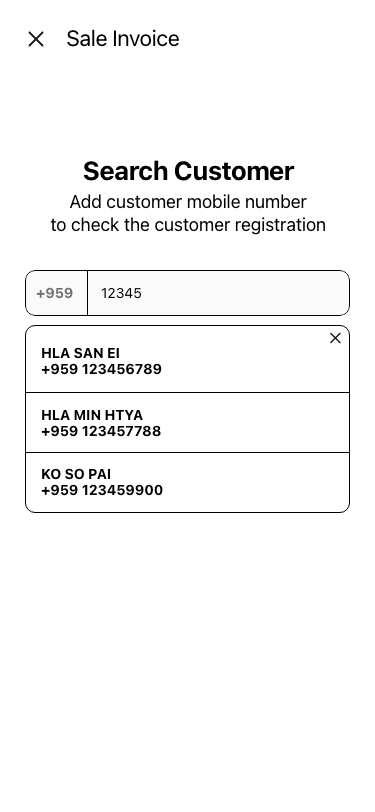 Sale Invoice
Search Customer
Add customer mobile number
to check the customer registration
+959 12345
HLA SAN EI
+959 123456789
HLA MIN HTYA
+959 123457788
KO SO PAI
+959 123459900